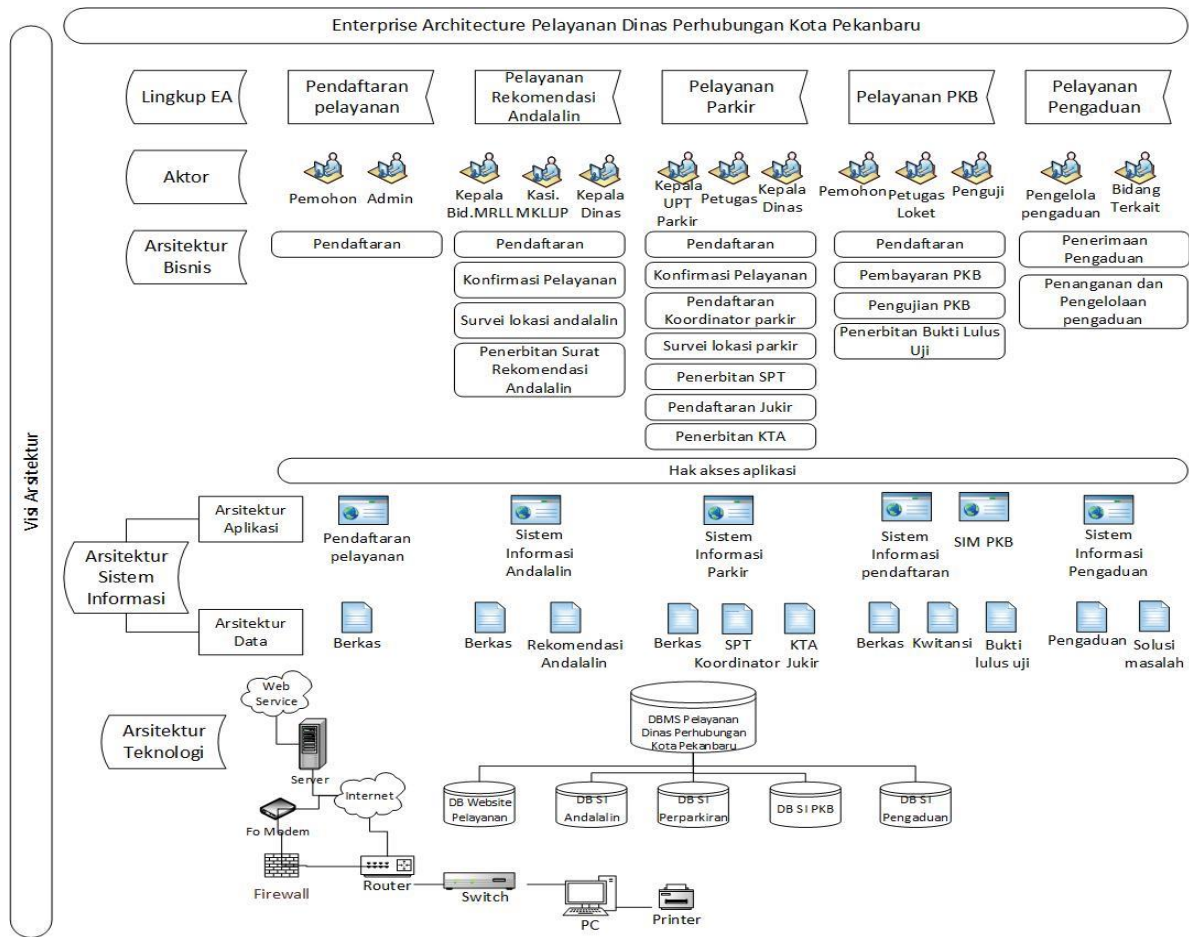 Enterprise Architecture Pelayanan Dinas Perhubungan Kota Pekanbaru
Visi Arsitektur
Lingkup EA
Pendaftaran
pelayanan
Pelayanan
Rekomendasi
Andalalin
Pelayanan
Parkir
Pelayanan PKB
Pelayanan
Pengaduan
Aktor
Pemohon
Admin
Kepala
Bid.MRLL
Kasi.
MKLLJP
Kepala
Dinas
Kepala
UPT
Parkir
Petugas
Kepala
Dinas
Pemohon
Petugas
Loket
Penguji
Pengelola
pengaduan
Bidang
Terkait
Arsitektur
Bisnis
Pendaftaran
Pendaftaran
Konfirmasi Pelayanan
Survei lokasi andalalin
Penerbitan Surat
Rekomendasi
Andalalin
Pendaftaran
Konfirmasi Pelayanan
Pendaftaran
Koordinator parkir
Survei lokasi parkir
Penerbitan SPT
Pendaftaran Jukir
Penerbitan KTA
Pendaftaran
Pembayaran PKB
Pengujian PKB
Penerbitan Bukti Lulus
Uji
Penerimaan
Pengaduan
Penanganan dan
Pengelolaan
pengaduan
Hak akses aplikasi
Arsitektur
Sistem
Informasi
Arsitektur
Aplikasi
Pendaftaran
pelayanan
Sistem
Informasi
Andalalin
Sistem
Informasi
Parkir
Sistem
Informasi
pendaftaran
SIM PKB
Sistem
Informasi
Pengaduan
Arsitektur
Data
Berkas
Berkas
Rekomendasi
Andalalin
Berkas
SPT
Koordinator
KTA
Jukir
Berkas
Kwitansi
Bukti
lulus uji
Pengaduan
Solusi
masalah
Arsitektur
Teknologi
Web
Service
Server
Internet
Fo Modem
Firewall
Router
Switch
PC
Printer
DBMS Pelayanan
Dinas Perhubungan
Kota Pekanbaru
DB Website
Pelayanan
DB SI
Andalalin
DB SI
Perparkiran
DB SI PKB
DB SI
Pengaduan